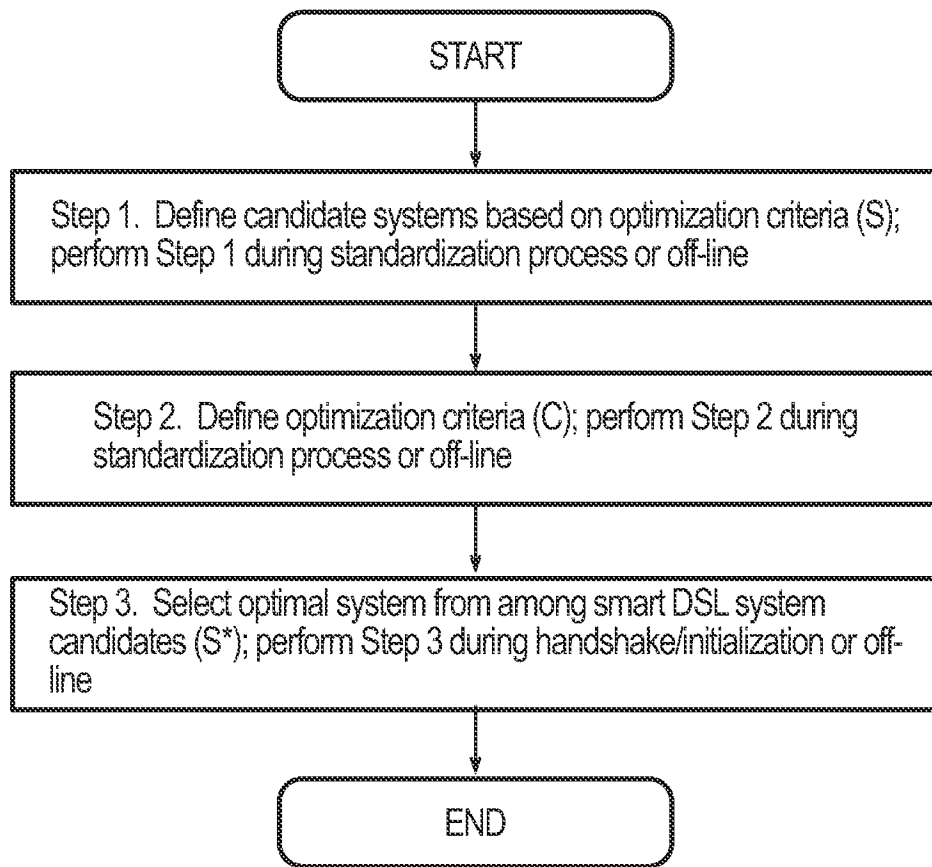 START
Step 1. Define candidate systems based on optimization criteria (S);
perform Step 1 during standardization process or off-line
Step 2. Define optimization criteria (C); perform Step 2 during
standardization process or off-line
Step 3. Select optimal system from among smart DSL system
candidates (S*); perform Step 3 during handshake/initialization or off-
line
END